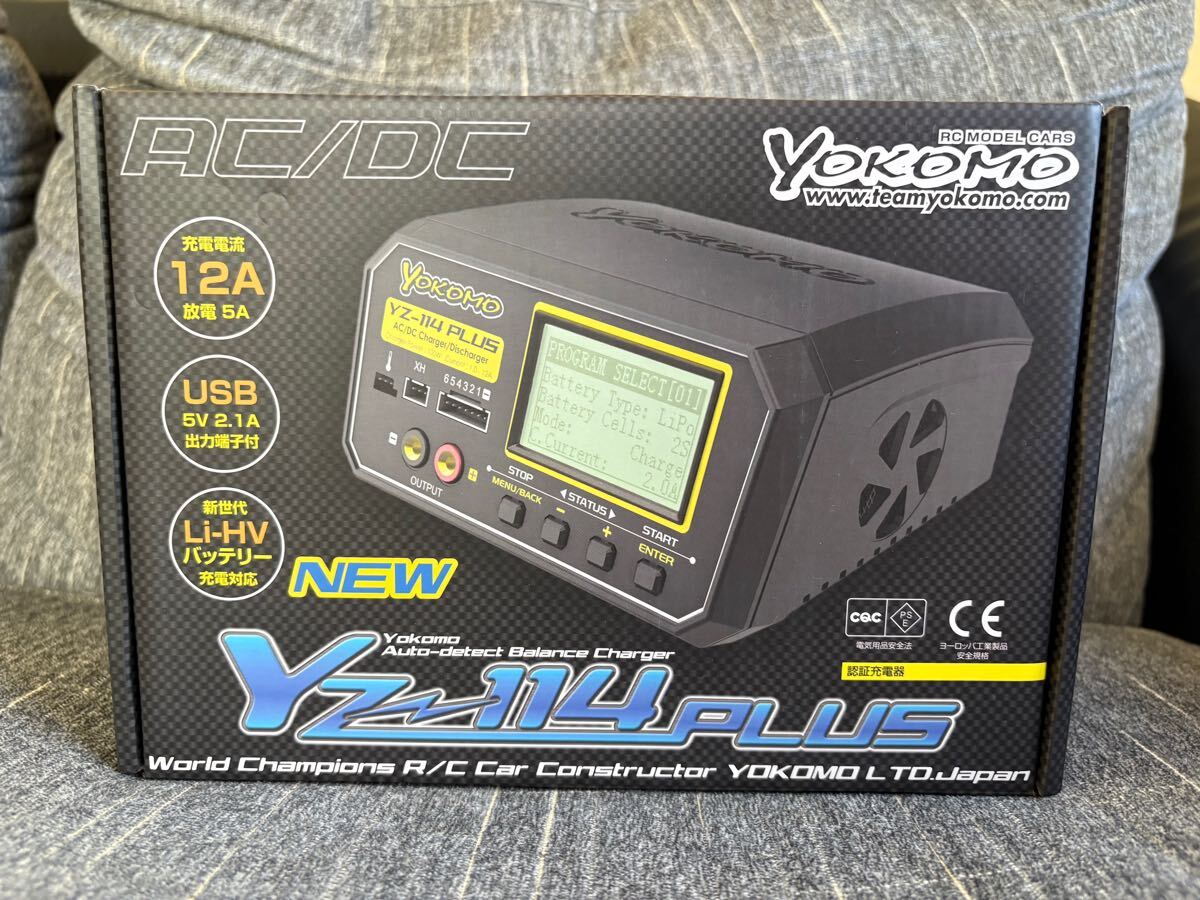 AC/DC
RC MODEL CARS
YOKOMO
www.teamyokomo.com
充電電流
12A
放電 5A
USB
5V 2.1A
出力端子付
新世代
Li-HV
バッテリー
充電対応
NEW
YOKOMO
YZ-114 PLUS
AC/DC Charger/Discharger
XH
654321
OUTPUT
PROGRAM SELECT[01]
Battery Type: LiPo
Battery Cells: 2S
Mode: Charge
C.Current: 2.0A
STOP
MENU/BACK
◀STATUS▶
START
ENTER
CQC
PS
E
CE
電気用品安全法
ヨーロッパ工業製品
安全規格
認証充電器
Yokomo
Auto-detect Balance Charger
YZ-114 PLUS
World Champions R/C Car Constructor YOKOMO LTD.Japan